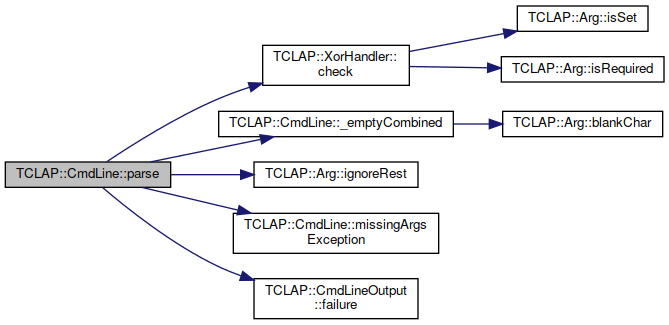 TCLAP::CmdLine::parse
TCLAP::XorHandler::
check
TCLAP::Arg::isSet
TCLAP::Arg::isRequired
TCLAP::CmdLine::_emptyCombined
TCLAP::Arg::blankChar
TCLAP::Arg::ignoreRest
TCLAP::CmdLine::missingArgs
Exception
TCLAP::CmdLineOutput
::failure